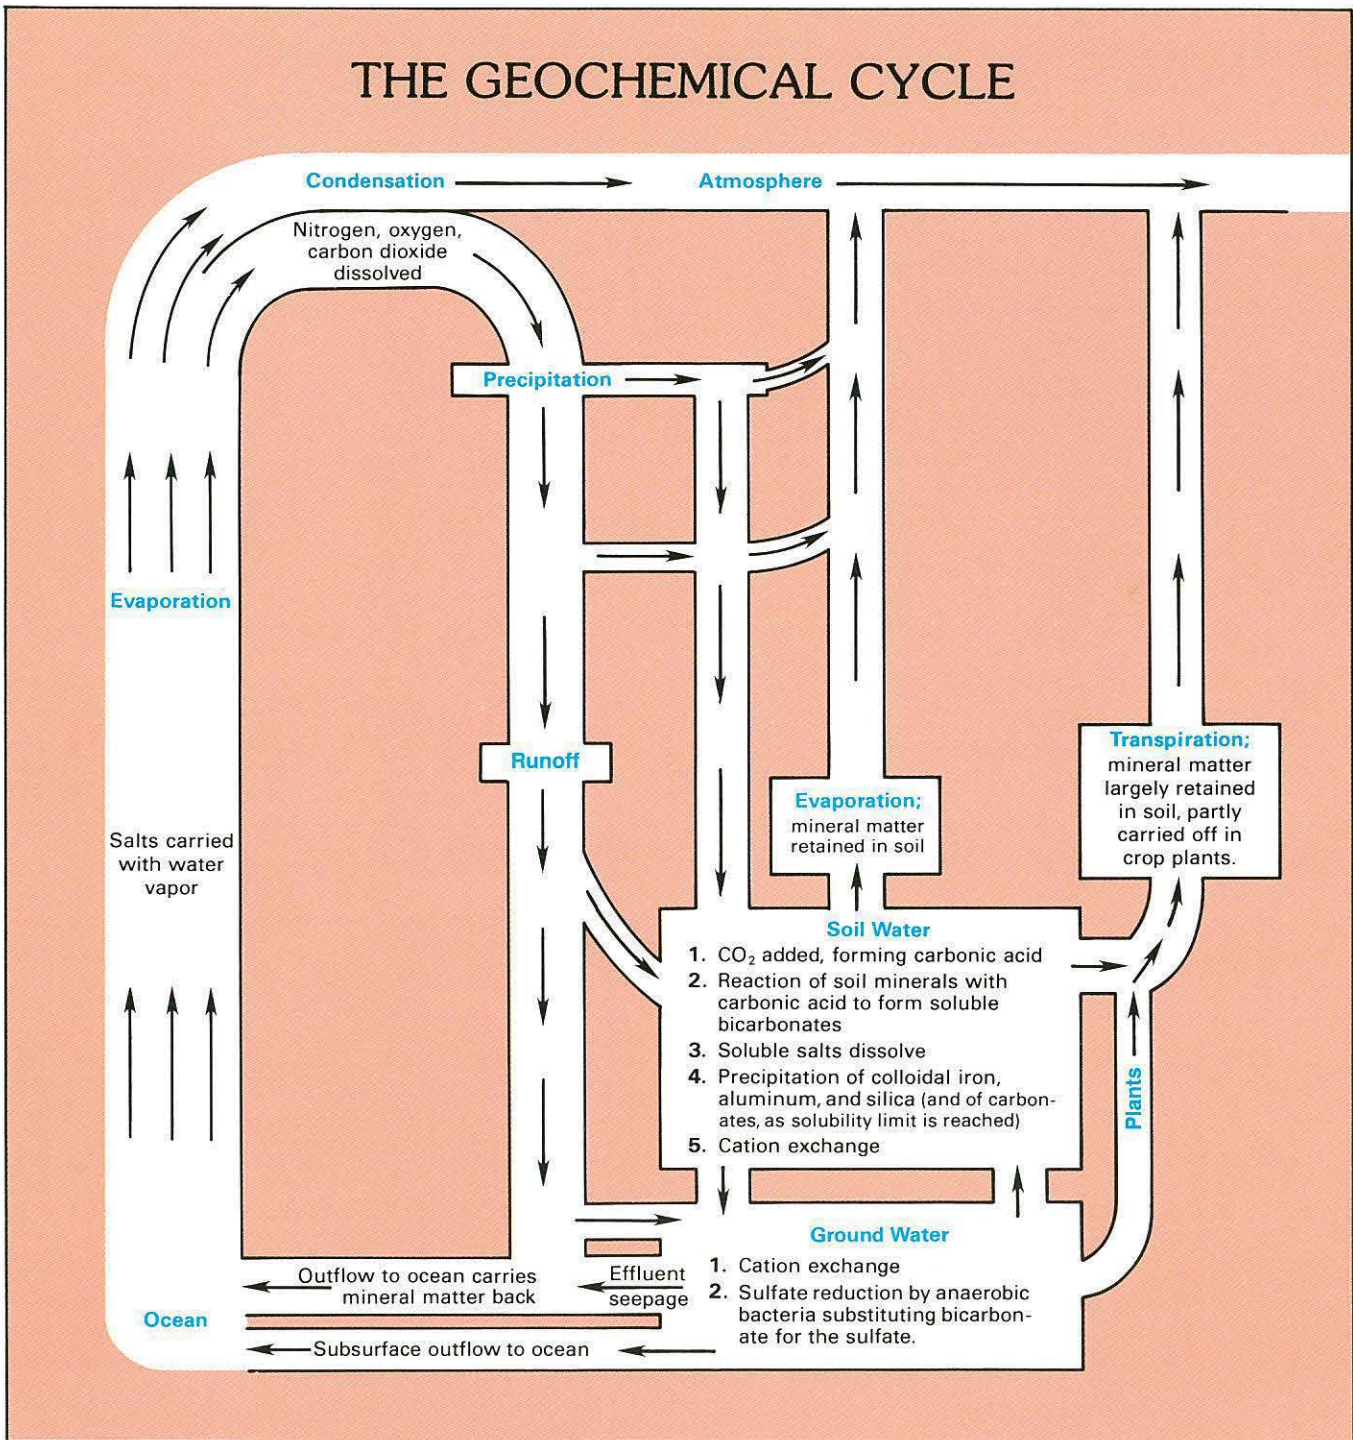 THE GEOCHEMICAL CYCLE
Condensation
Atmosphere
Nitrogen, oxygen,
carbon dioxide
dissolved
Precipitation
Evaporation
Runoff
Transpiration;
mineral matter
largely retained
in soil, partly
carried off in
crop plants.
Evaporation;
mineral matter
retained in soil
Salts carried
with water
vapor
Soil Water
1. CO₂ added, forming carbonic acid
2. Reaction of soil minerals with
carbonic acid to form soluble
bicarbonates
3. Soluble salts dissolve
4. Precipitation of colloidal iron,
aluminum, and silica (and of carbon-
ates, as solubility limit is reached)
5. Cation exchange
Plants
Ground Water
1. Cation exchange
2. Sulfate reduction by anaerobic
bacteria substituting bicarbon-
ate for the sulfate.
Outflow to ocean carries
mineral matter back
Effluent
seepage
Ocean
Subsurface outflow to ocean